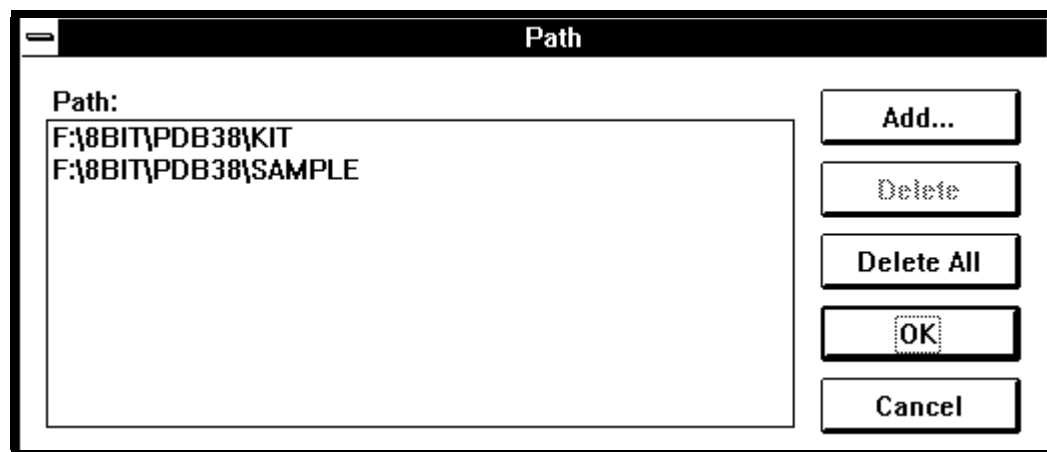 Path
Path:
F:\8BIT\PDB38\KIT
F:\8BIT\PDB38\SAMPLE
Add...
Delete
Delete All
OK
Cancel